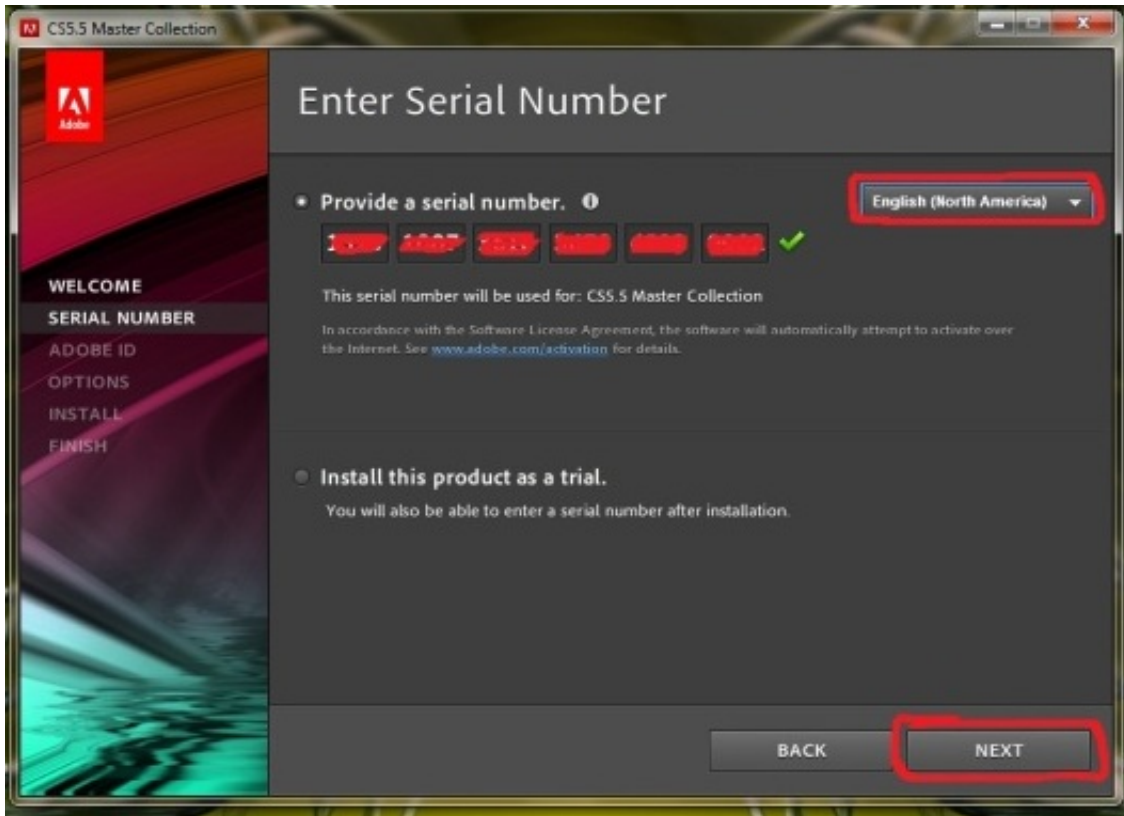 CS5.5 Master Collection
Adobe
Enter Serial Number
Provide a serial number.
English (North America)
This serial number will be used for: CS5.5 Master Collection
In accordance with the Software License Agreement, the software will automatically attempt to activate over
the Internet. See www.adobe.com/activation for details.
WELCOME
SERIAL NUMBER
ADOBE ID
OPTIONS
INSTALL
FINISH
Install this product as a trial.
You will also be able to enter a serial number after installation.
BACK
NEXT